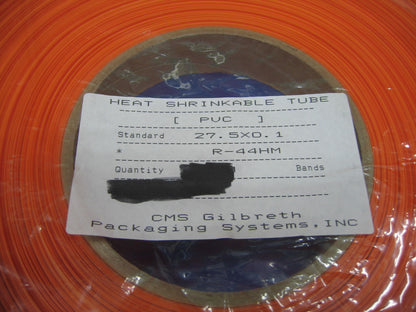 HEAT SHRINKABLE TUBE
[ PVC ]
Standard 27.5X0.1
* R-44HM
Quantity Bands
CMS Gilbreth
Packaging Systems,INC